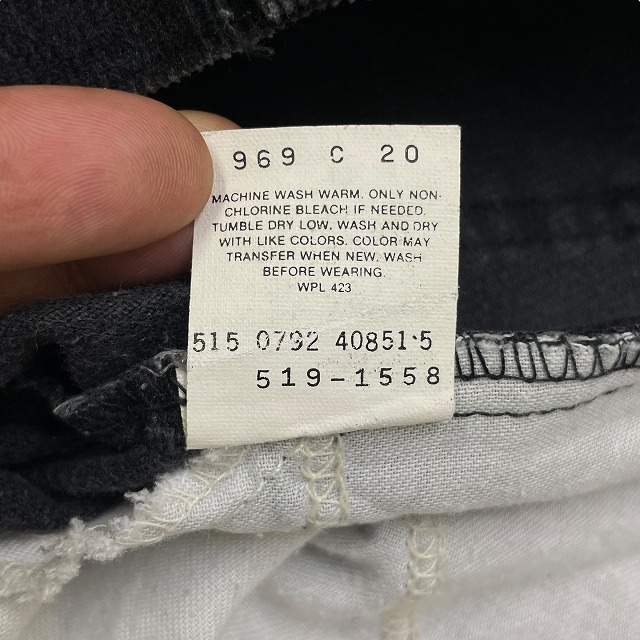 969 C 20
MACHINE WASH WARM. ONLY NON-
CHLORINE BLEACH IF NEEDED.
TUMBLE DRY LOW. WASH AND DRY
WITH LIKE COLORS. COLOR MAY
TRANSFER WHEN NEW. WASH
BEFORE WEARING.
WPL 423
515 0792 40851·5
519-1558